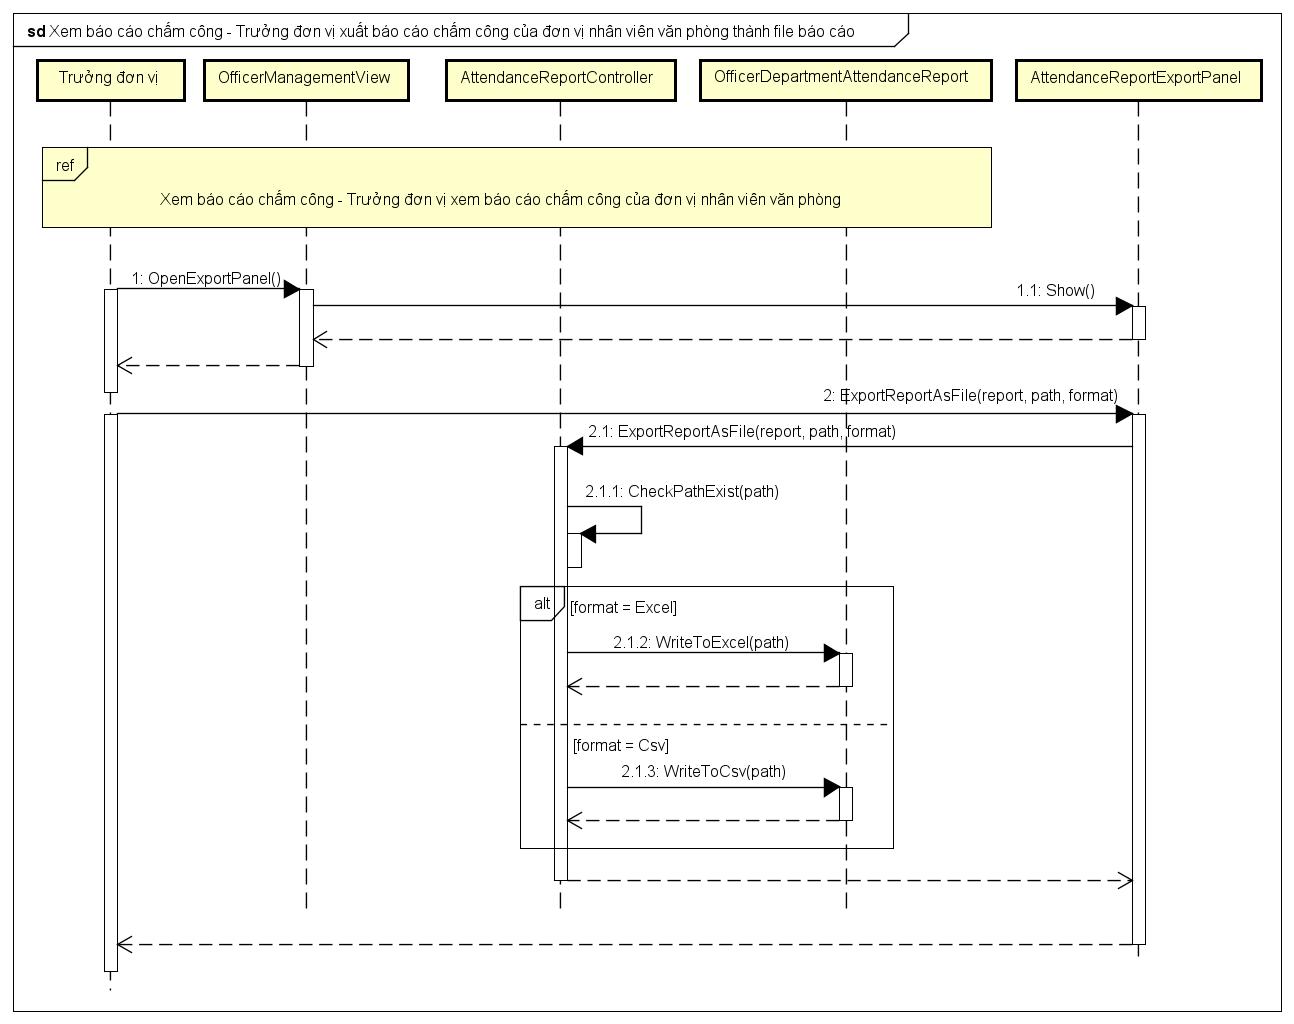 sd Xem báo cáo chấm công - Trưởng đơn vị xuất báo cáo chấm công của đơn vị nhân viên văn phòng thành file báo cáo
Trưởng đơn vị
OfficerManagementView
AttendanceReportController
OfficerDepartmentAttendanceReport
AttendanceReportExportPanel
ref
Xem báo cáo chấm công - Trưởng đơn vị xem báo cáo chấm công của đơn vị nhân viên văn phòng
1: OpenExportPanel()
1.1: Show()
2: ExportReportAsFile(report, path, format)
2.1: ExportReportAsFile(report, path, format)
2.1.1: CheckPathExist(path)
alt
[format = Excel]
2.1.2: WriteToExcel(path)
[format = Csv]
2.1.3: WriteToCsv(path)